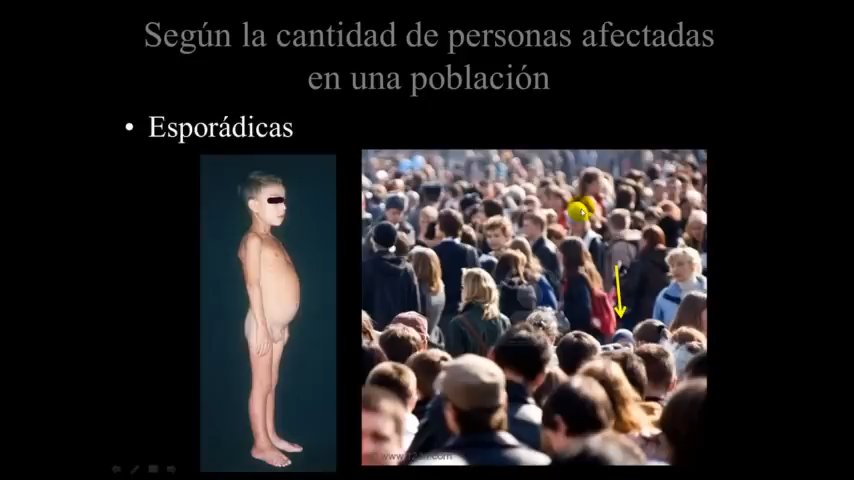 Según la cantidad de personas afectadas
en una población
• Esporádicas